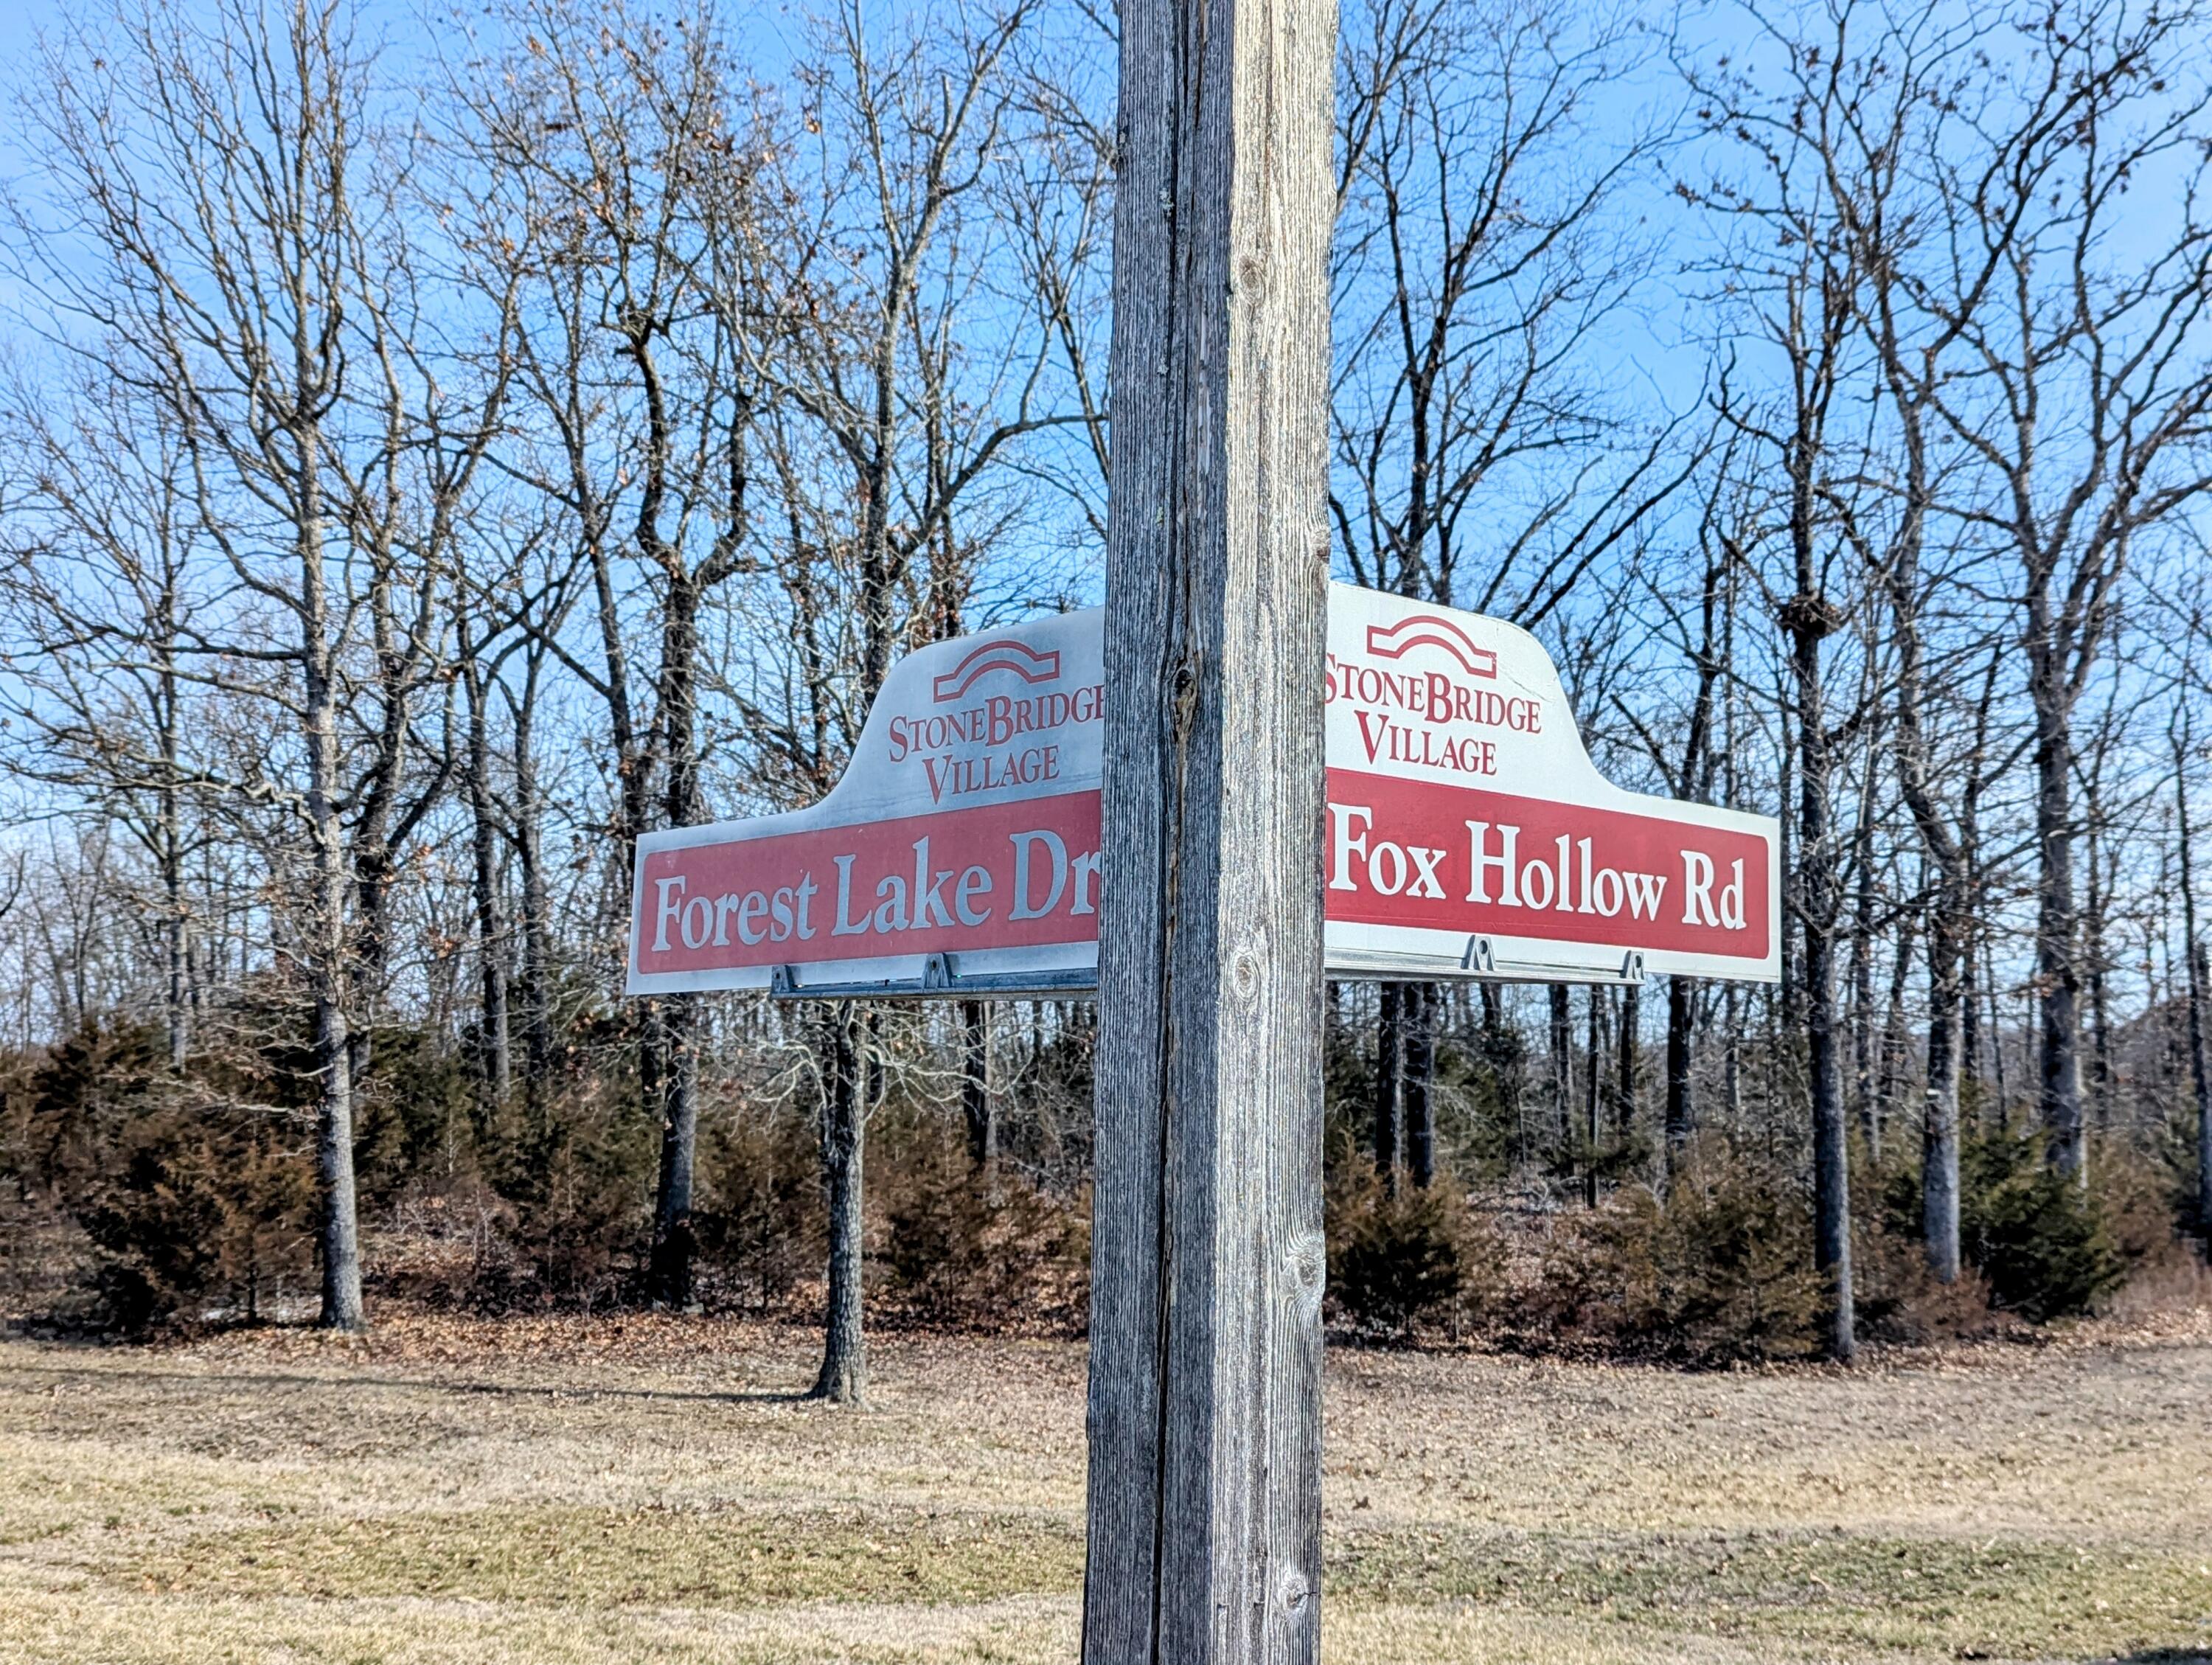 STONEBRIDGE
VILLAGE
Forest Lake Dr
STONEBRIDGE
VILLAGE
Fox Hollow Rd